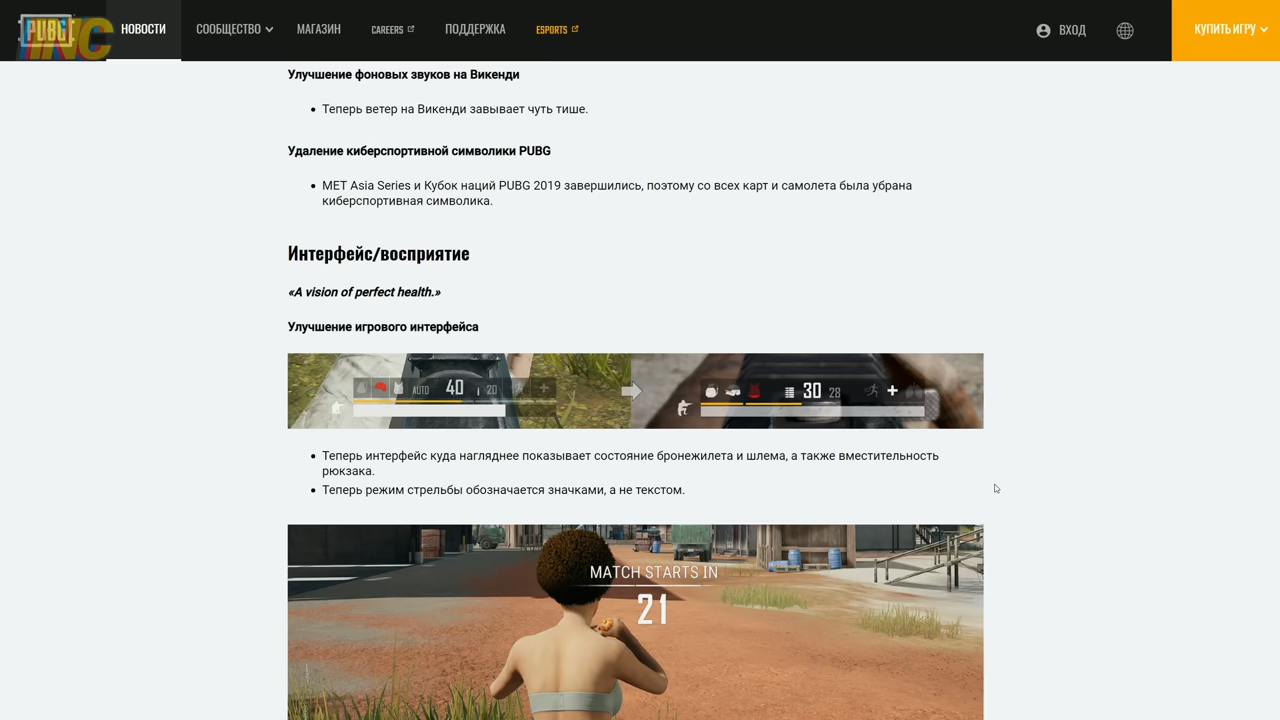 PUBG
INC
НОВОСТИ
СООБЩЕСТВО
МАГАЗИН
CAREERS
ПОДДЕРЖКА
ESPORTS
ВХОД
КУПИТЬ ИГРУ
Улучшение фоновых звуков на Викенди
Теперь ветер на Викенди завывает чуть тише.
Удаление киберспортивной символики PUBG
MET Asia Series и Кубок наций PUBG 2019 завершились, поэтому со всех карт и самолета была убрана
киберспортивная символика.
Интерфейс/восприятие
«A vision of perfect health.»
Улучшение игрового интерфейса
AUTO 40 20
30 28
Теперь интерфейс куда нагляднее показывает состояние бронежилета и шлема, а также вместительность
рюкзака.
Теперь режим стрельбы обозначается значками, а не текстом.
MATCH STARTS IN
21